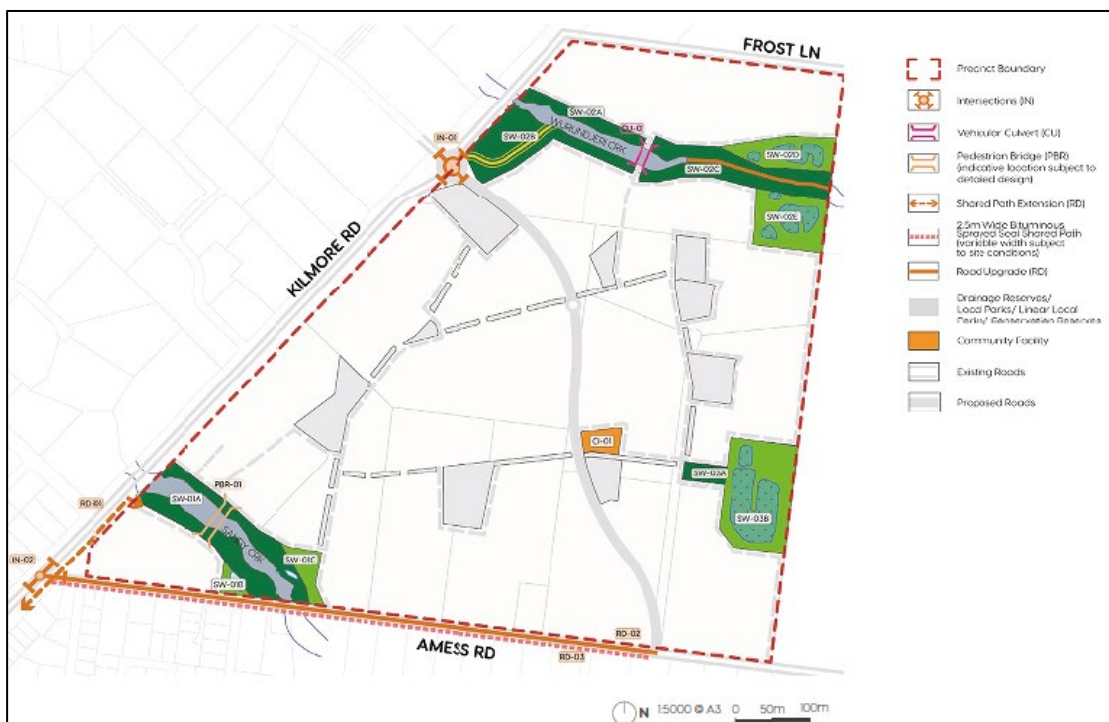 FROST LN
SW-02A
WURUNDJERI CRK
SW-02B
CU-01
IN-01
SW-02C
SW-02D
SW-02E
KILMORE RD
CI-01
SW-03A
SW-03B
PBR-01
SW-01A
RD-01
SANDY CRK
SW-01C
IN-02
SW-01B
RD-02
AMESS RD
RD-03
Precinct Boundary
Intersections (IN)
Vehicular Culvert (CU)
Pedestrion Bridge (PBR)
(indicative location subject to
detailed design)
Shared Path Extension (RD)
2.5m Wide Bituminous
Sprayed Seal Shared Path
(variable width subject
to site conditions)
Road Upgrade (RD)
Drainage Reserves/
Local Parks/ Linear Local
Parks/ Conservation Reserves
Community Facility
Existing Roads
Proposed Roads
N 1:5000 @ A3 0 50m 100m